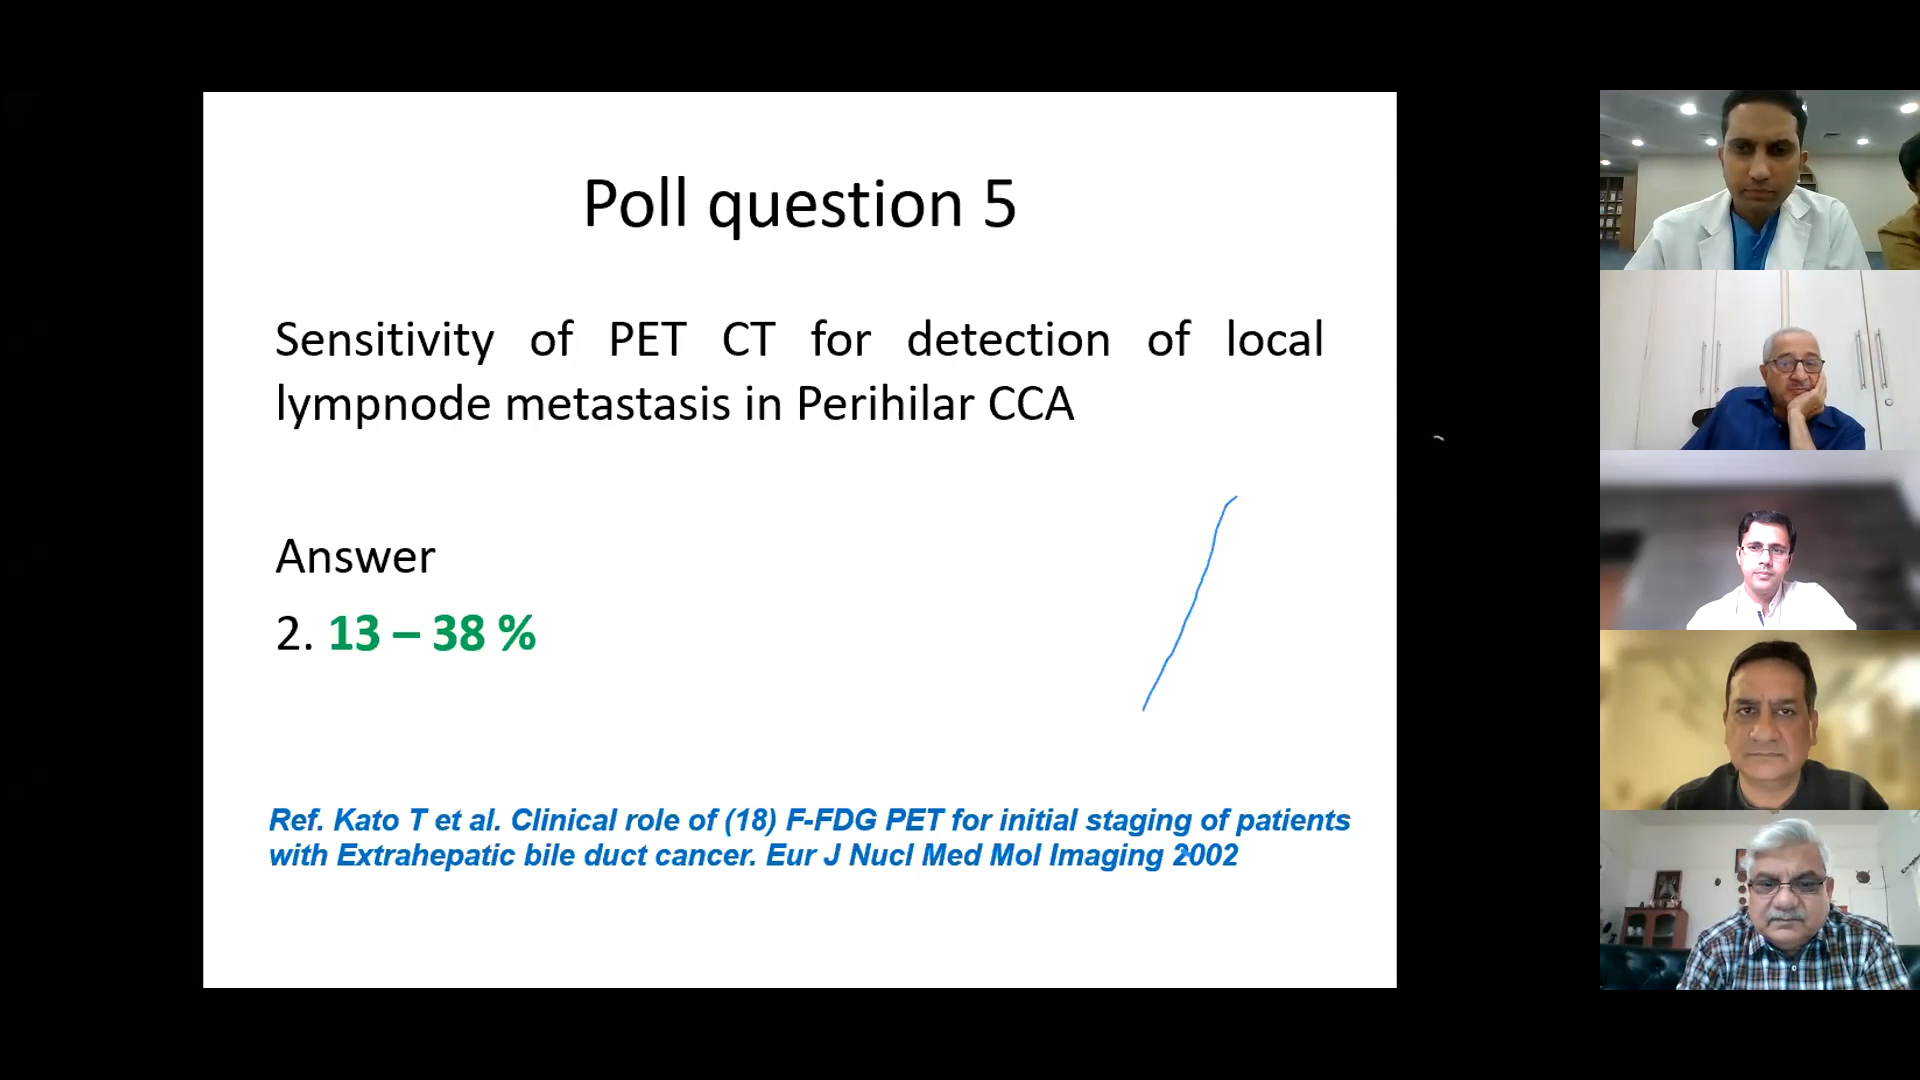 Poll question 5
Sensitivity of PET CT for detection of local
lympnode metastasis in Perihilar CCA
Answer
2. 13 – 38 %
Ref. Kato T et al. Clinical role of (18) F-FDG PET for initial staging of patients
with Extrahepatic bile duct cancer. Eur J Nucl Med Mol Imaging 2002